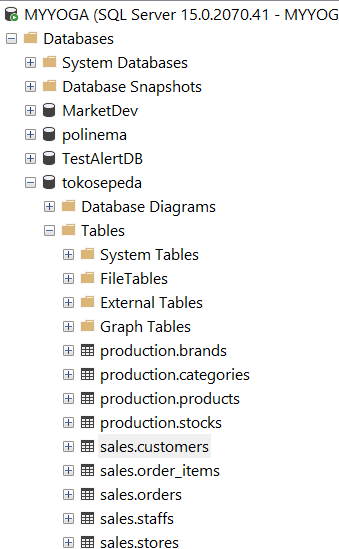 MYYOGA (SQL Server 15.0.2070.41 - MYYOG
Databases
System Databases
Database Snapshots
MarketDev
polinema
TestAlertDB
tokosepeda
Database Diagrams
Tables
System Tables
FileTables
External Tables
Graph Tables
production.brands
production.categories
production.products
production.stocks
sales.customers
sales.order_items
sales.orders
sales.staffs
sales.stores